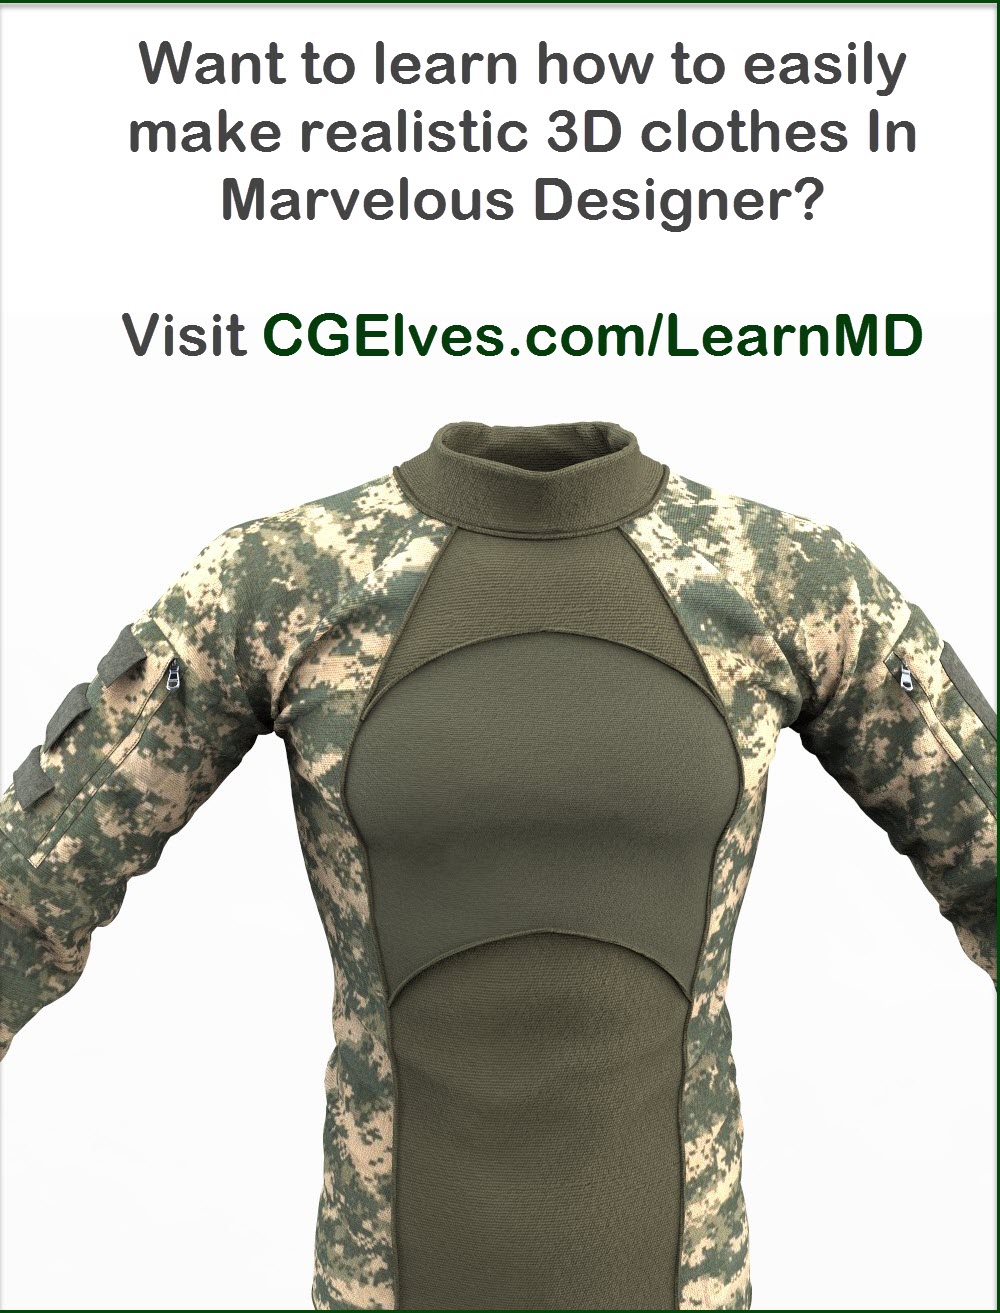 Want to learn how to easily
make realistic 3D clothes In
Marvelous Designer?
Visit CGElves.com/LearnMD